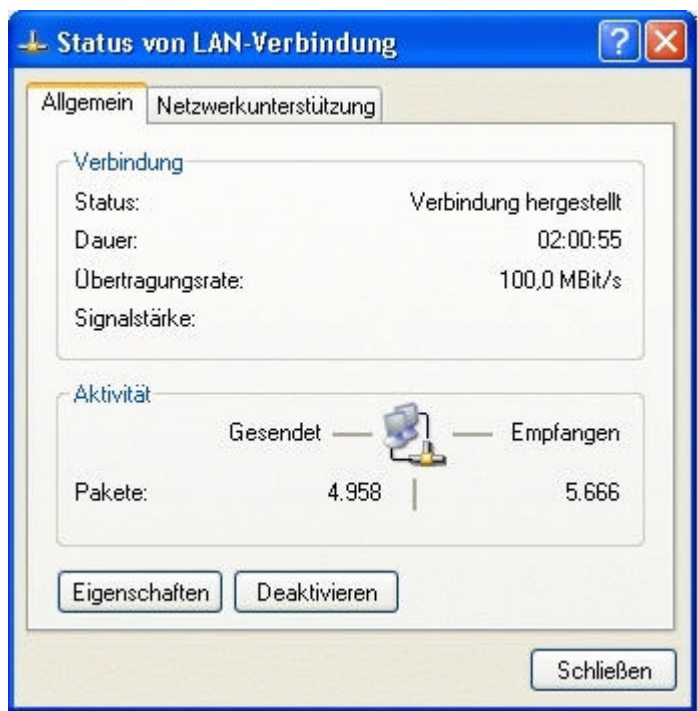 Status von LAN-Verbindung
Allgemein Netzwerkunterstützung
Verbindung
Status: Verbindung hergestellt
Dauer: 02:00:55
Übertragungsrate: 100,0 MBit/s
Signalstärke:
Aktivität
Gesendet Empfangen
Pakete: 4.958 5.666
Eigenschaften Deaktivieren
Schließen